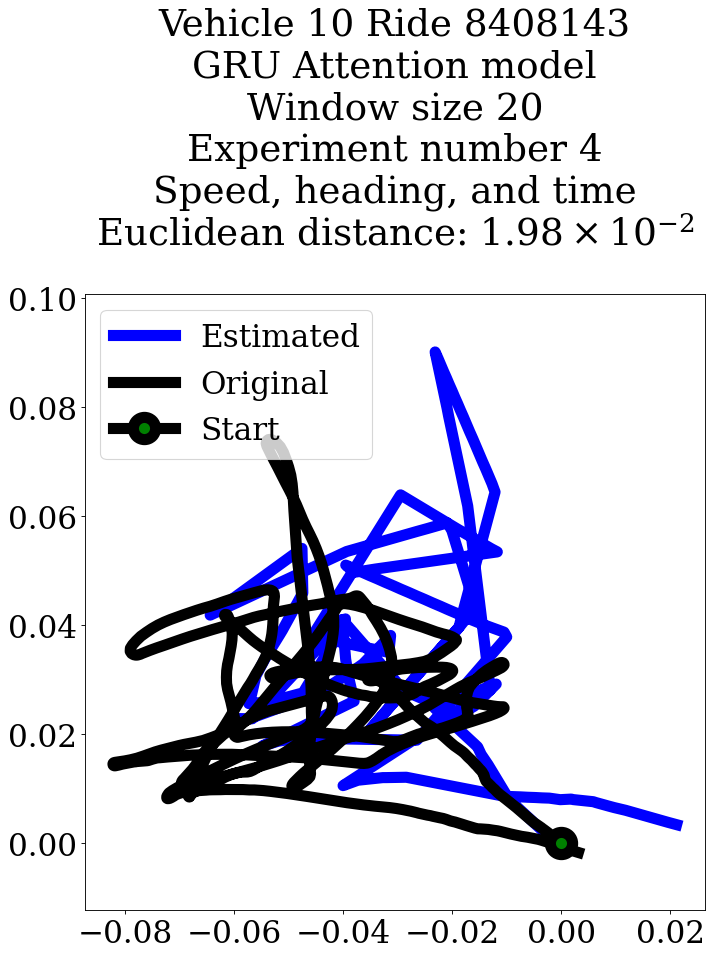 Vehicle 10 Ride 8408143
GRU Attention model
Window size 20
Experiment number 4
Speed, heading, and time
Euclidean distance: 1.98 × 10⁻²
Estimated
Original
Start
0.10
0.08
0.06
0.04
0.02
0.00
−0.08 −0.06 −0.04 −0.02 0.00 0.02